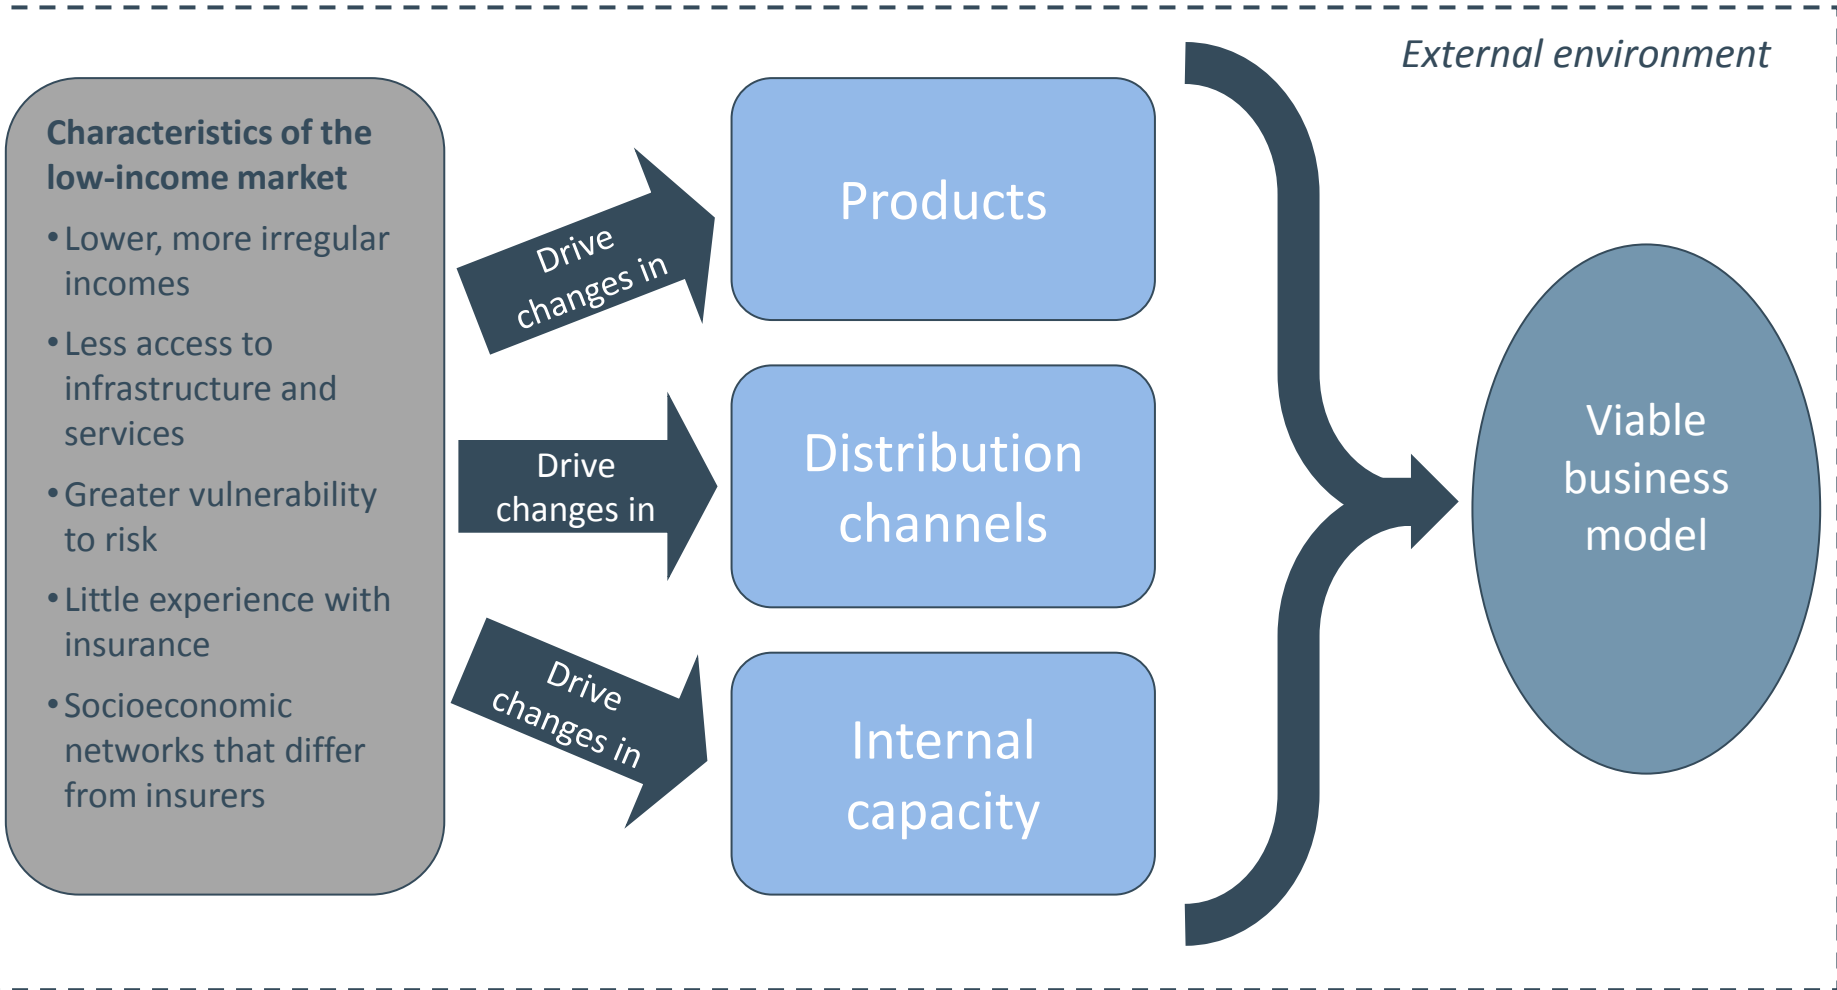 External environment
Characteristics of the
low-income market
•Lower, more irregular
incomes
•Less access to
infrastructure and
services
•Greater vulnerability
to risk
•Little experience with
insurance
•Socioeconomic
networks that differ
from insurers
Drive
changes in
Products
Drive
changes in
Distribution
channels
Drive
changes in
Internal
capacity
Viable
business
model